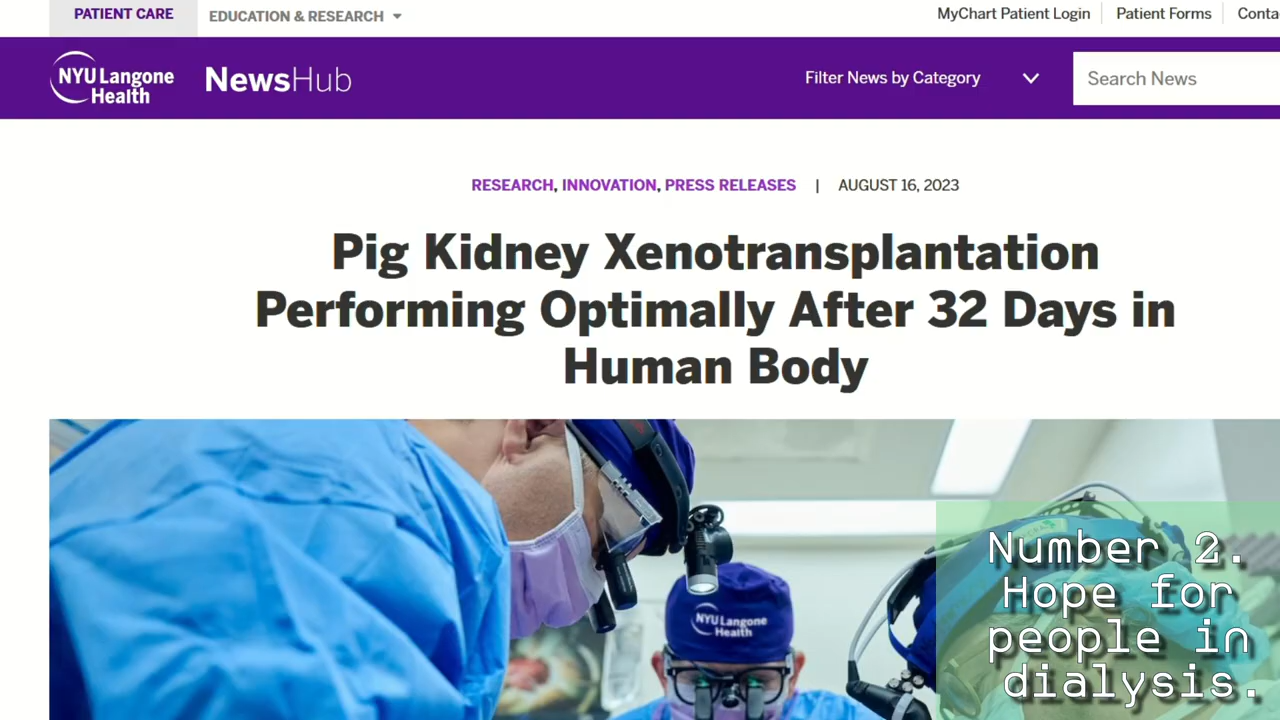 PATIENT CARE
EDUCATION & RESEARCH
MyChart Patient Login
Patient Forms
Conta
NYU Langone
Health
NewsHub
Filter News by Category
Search News
RESEARCH, INNOVATION, PRESS RELEASES | AUGUST 16, 2023
Pig Kidney Xenotransplantation
Performing Optimally After 32 Days in
Human Body
NYU Langone
Health
Number 2.
Hope for
people in
dialysis.